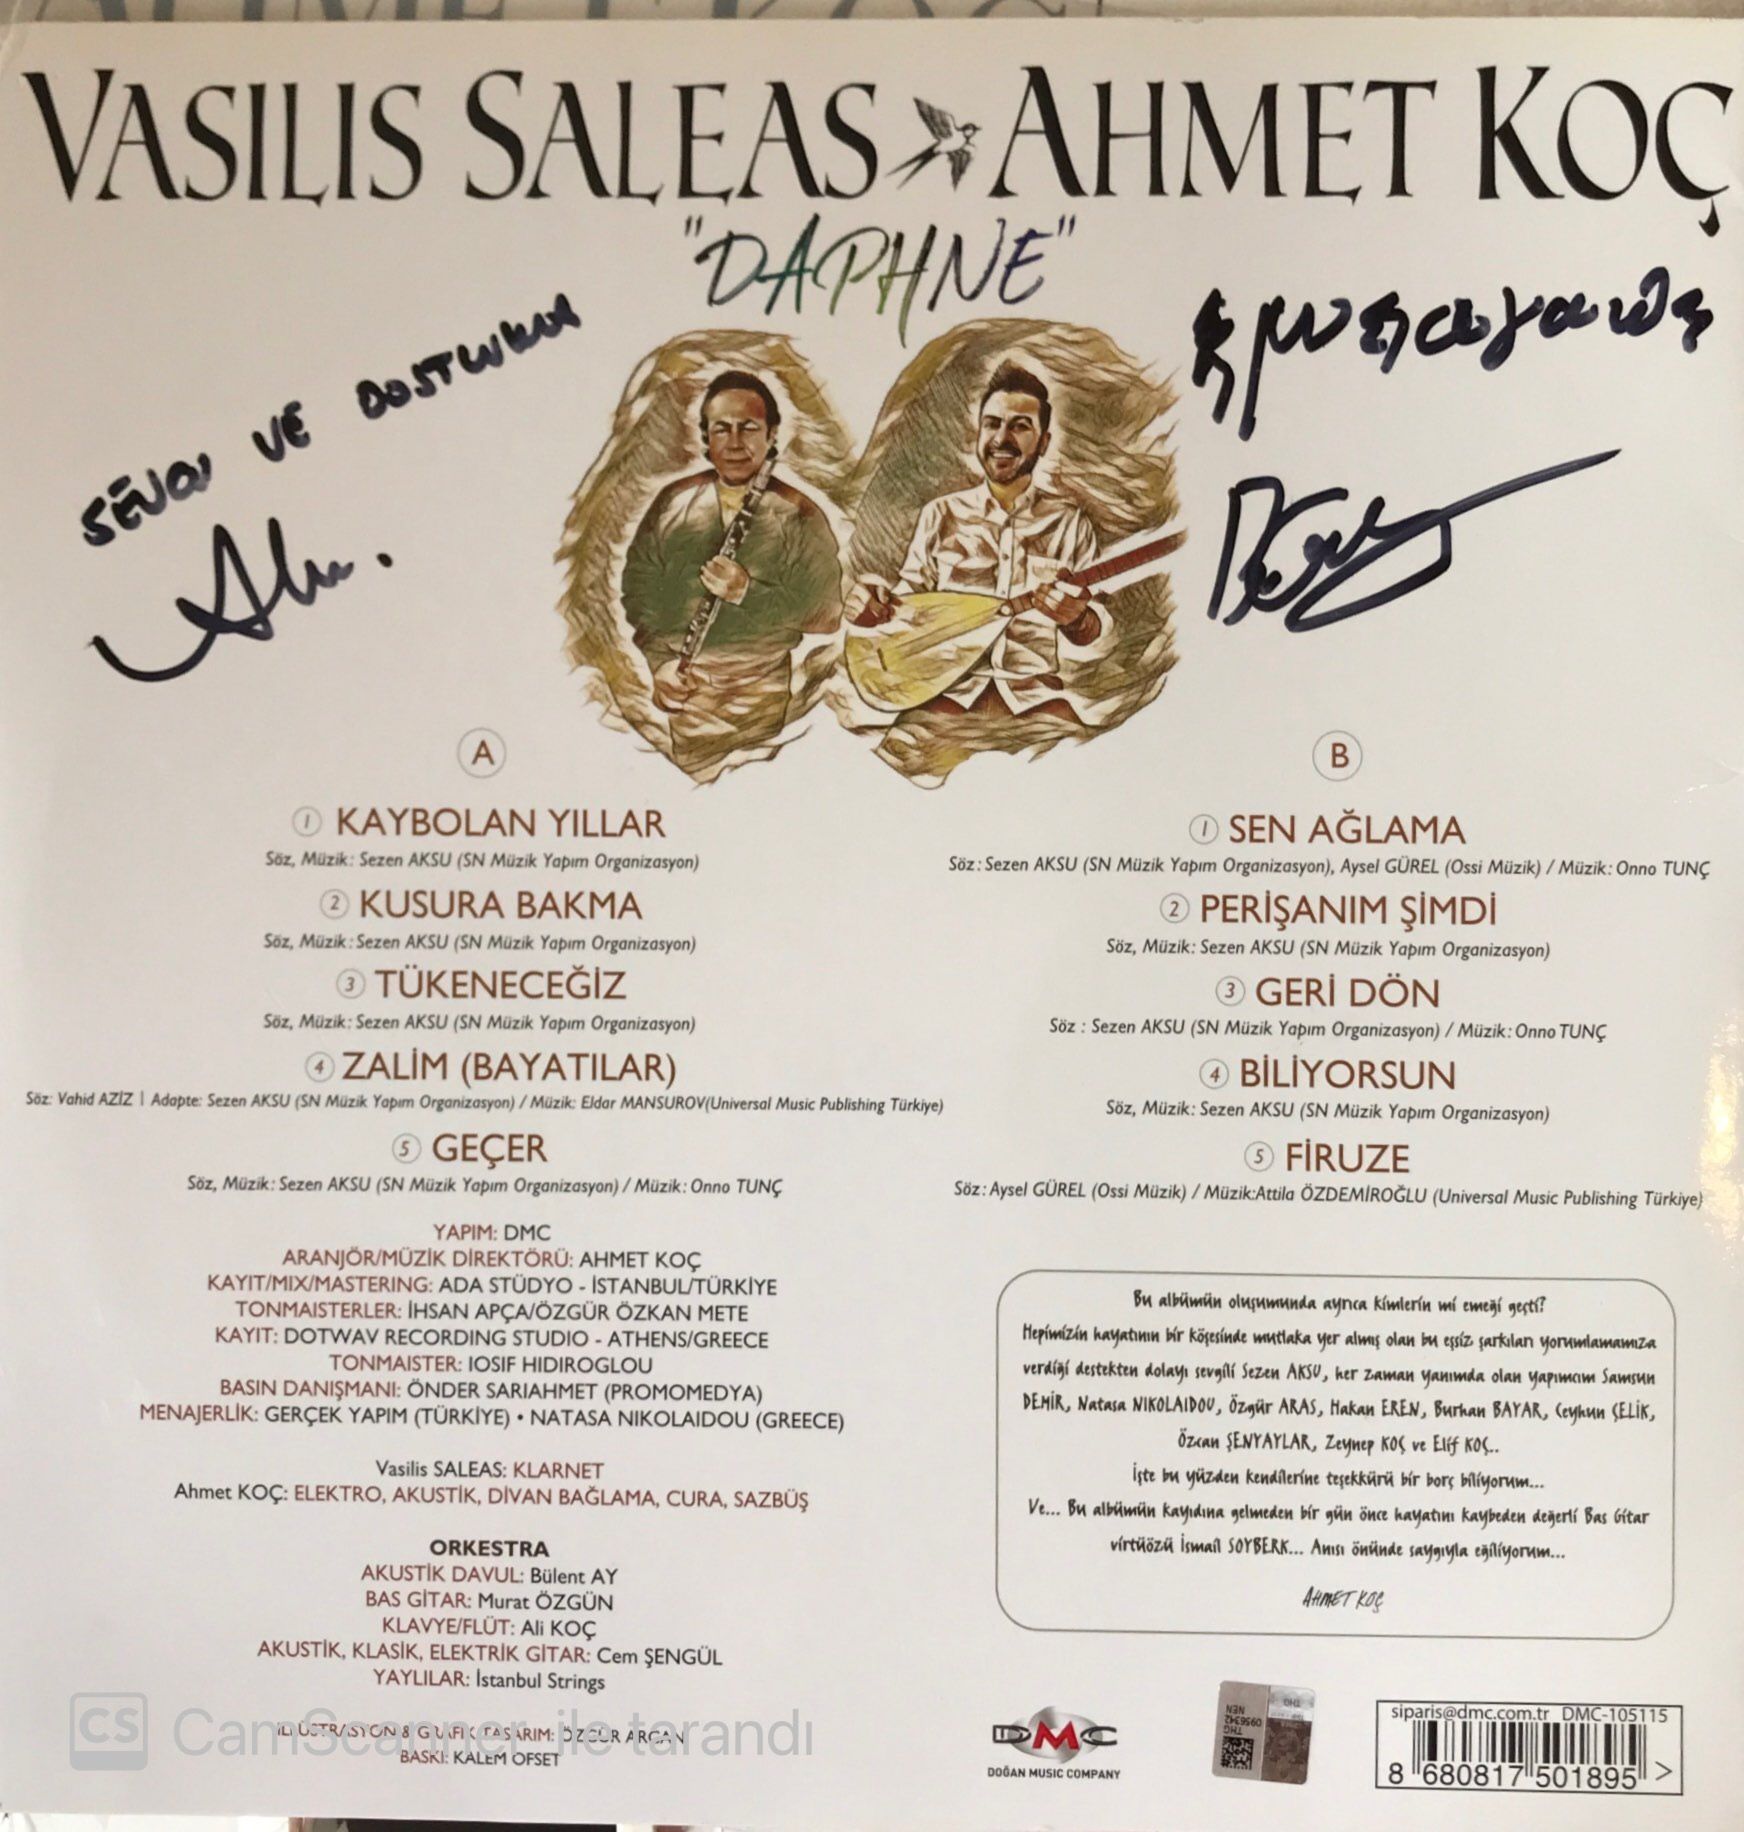 VASILIS SALEAS AHMET KOÇ
"DAPHNE"
SEVGİ VE DOSTLUKLA
A
1 KAYBOLAN YILLAR
Söz, Müzik: Sezen AKSU (SN Müzik Yapım Organizasyon)
2 KUSURA BAKMA
Söz, Müzik: Sezen AKSU (SN Müzik Yapım Organizasyon)
3 TÜKENECEĞİZ
Söz, Müzik: Sezen AKSU (SN Müzik Yapım Organizasyon)
4 ZALİM (BAYATILAR)
Söz: Vahid AZİZ | Adapte: Sezen AKSU (SN Müzik Yapım Organizasyon) / Müzik: Eldar MANSUROV(Universal Music Publishing Türkiye)
5 GEÇER
Söz, Müzik: Sezen AKSU (SN Müzik Yapım Organizasyon) / Müzik: Onno TUNÇ
YAPIM: DMC
ARANJÖR/MÜZİK DİREKTÖRÜ: AHMET KOÇ
KAYIT/MIX/MASTERING: ADA STÜDYO - İSTANBUL/TÜRKİYE
TONMAISTERLER: İHSAN APÇA/ÖZGÜR ÖZKAN METE
KAYIT: DOTWAV RECORDING STUDIO - ATHENS/GREECE
TONMAISTER: IOSIF HIDIROGLOU
BASIN DANIŞMANI: ÖNDER SARIAHMET (PROMOMEDYA)
MENAJERLİK: GERÇEK YAPIM (TÜRKİYE) • NATASA NIKOLAIDOU (GREECE)
Vasilis SALEAS: KLARNET
Ahmet KOÇ: ELEKTRO, AKUSTİK, DİVAN BAĞLAMA, CURA, SAZBÜŞ
ORKESTRA
AKUSTİK DAVUL: Bülent AY
BAS GİTAR: Murat ÖZGÜN
KLAVYE/FLÜT: Ali KOÇ
AKUSTİK, KLASİK, ELEKTRİK GİTAR: Cem ŞENGÜL
YAYLILAR: İstanbul Strings
İLLÜSTRASYON & GRAFİK TASARIM: ÖZGÜR ARCAN
BASKI: KALEM OFSET
CS CamScanner ile tarandı
B
1 SEN AĞLAMA
Söz: Sezen AKSU (SN Müzik Yapım Organizasyon), Aysel GÜREL (Ossi Müzik) / Müzik: Onno TUNÇ
2 PERİŞANIM ŞİMDİ
Söz, Müzik: Sezen AKSU (SN Müzik Yapım Organizasyon)
3 GERİ DÖN
Söz : Sezen AKSU (SN Müzik Yapım Organizasyon) / Müzik: Onno TUNÇ
4 BİLİYORSUN
Söz, Müzik: Sezen AKSU (SN Müzik Yapım Organizasyon)
5 FİRUZE
Söz: Aysel GÜREL (Ossi Müzik) / Müzik:Attila ÖZDEMİROĞLU (Universal Music Publishing Türkiye)
Bu albümün oluşumunda ayrıca kimlerin mi emeği geçti?
Hepimizin hayatının bir köşesinde mutlaka yer almış olan bu eşsiz şarkıları yorumlamamıza
verdiği destekten dolayı sevgili Sezen AKSU, her zaman yanımda olan yapımcım Samsun
DEMİR, Natasa NIKOLAIDOU, Özgür ARAS, Hakan EREN, Burhan BAYAR, Ceyhun ÇELİK,
Özcan ŞENYAYLAR, Zeynep KOÇ ve Elif KOÇ..
İşte bu yüzden kendilerine teşekkürü bir borç biliyorum...
Ve... Bu albümün kayıdına gelmeden bir gün önce hayatını kaybeden değerli Bas Gitar
virtüözü İsmail SOYBERK... Anısı önünde saygıyla eğiliyorum...
AHMET KOÇ
DMC
DOĞAN MUSIC COMPANY
THG
0956342
NEN
siparis@dmc.com.tr DMC-105115
8 680817 501895 >